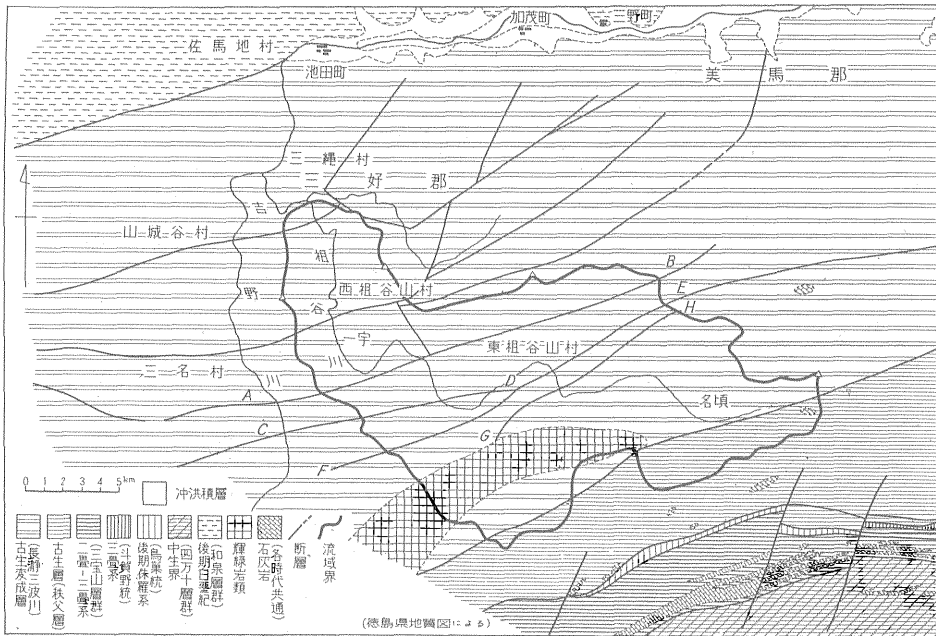 加茂町
三野町
佐馬地村
池田町
美馬郡
三縄村
三好郡
吉野川
山城谷村
祖谷川
西祖谷山村
一宇
東祖谷山村
三名村
名頃
A
B
C
D
E
F
G
H
0 1 2 3 4 5km
冲洪積層
古生変成層(長瀞三波川)
古生層(秩父層)
二畳-三畳系(三宝山層群)
三畳系(斗賀野統)
後期侏羅系(鳥巣統)
中生界(四万十層群)
後期白堊紀(和泉層群)
輝緑岩類
石灰岩(各時代共通)
断層
流域界
(徳島県地質図による)